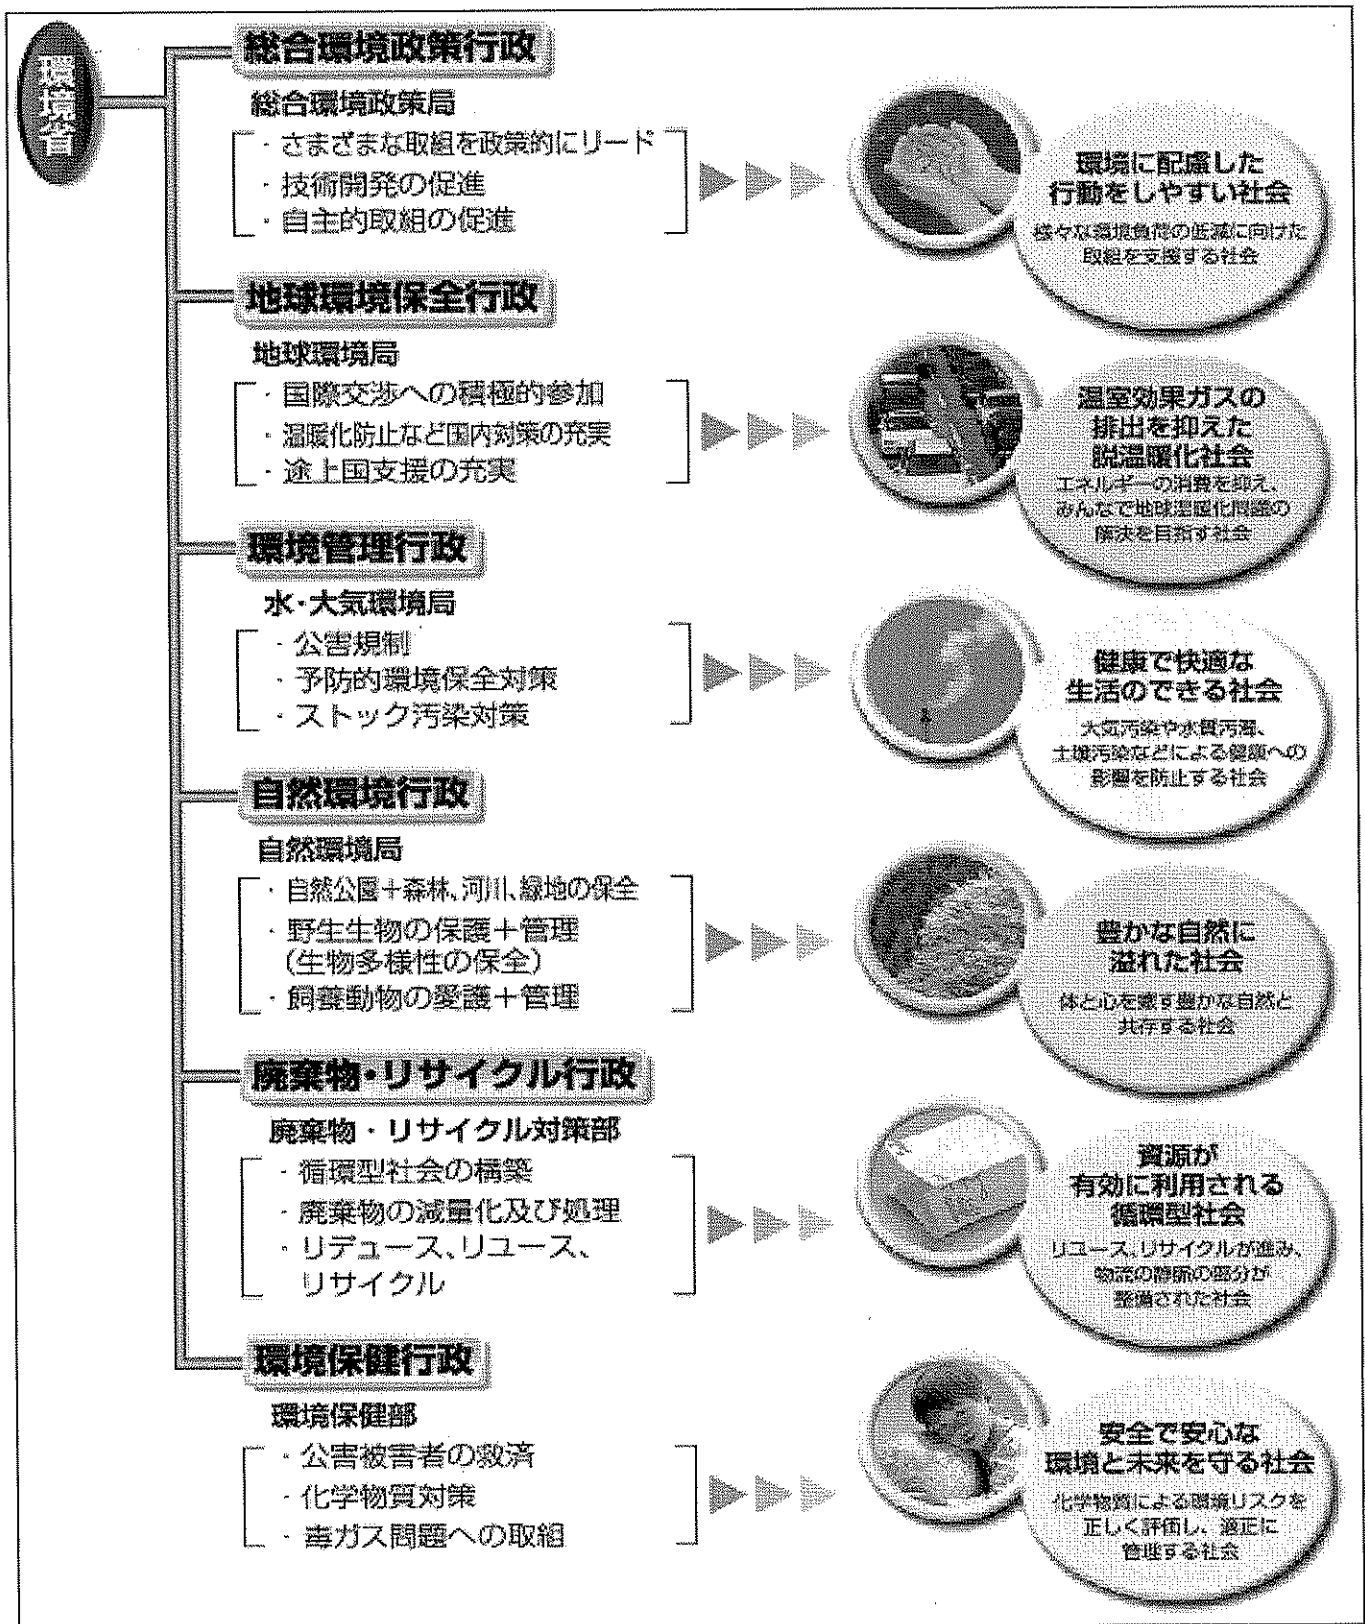 環境省
総合環境政策行政
総合環境政策局
・さまざまな取組を政策的にリード
・技術開発の促進
・自主的取組の促進
環境に配慮した
行動をしやすい社会
様々な環境負荷の低減に向けた
取組を支援する社会
地球環境保全行政
地球環境局
・国際交渉への積極的参加
・温暖化防止など国内対策の充実
・途上国支援の充実
温室効果ガスの
排出を抑えた
脱温暖化社会
エネルギーの消費を抑え、
みんなで地球温暖化問題の
解決を目指す社会
環境管理行政
水・大気環境局
・公害規制
・予防的環境保全対策
・ストック汚染対策
健康で快適な
生活のできる社会
大気汚染や水質汚濁、
土壌汚染などによる健康への
影響を防止する社会
自然環境行政
自然環境局
・自然公園＋森林、河川、緑地の保全
・野生生物の保護＋管理
（生物多様性の保全）
・飼養動物の愛護＋管理
豊かな自然に
溢れた社会
体と心を癒す豊かな自然と
共存する社会
廃棄物・リサイクル行政
廃棄物・リサイクル対策部
・循環型社会の構築
・廃棄物の減量化及び処理
・リデュース、リユース、
リサイクル
資源が
有効に利用される
循環型社会
リユース、リサイクルが進み、
物流の静脈の部分が
整備された社会
環境保健行政
環境保健部
・公害被害者の救済
・化学物質対策
・毒ガス問題への取組
安全で安心な
環境と未来を守る社会
化学物質による環境リスクを
正しく評価し、適正に
管理する社会